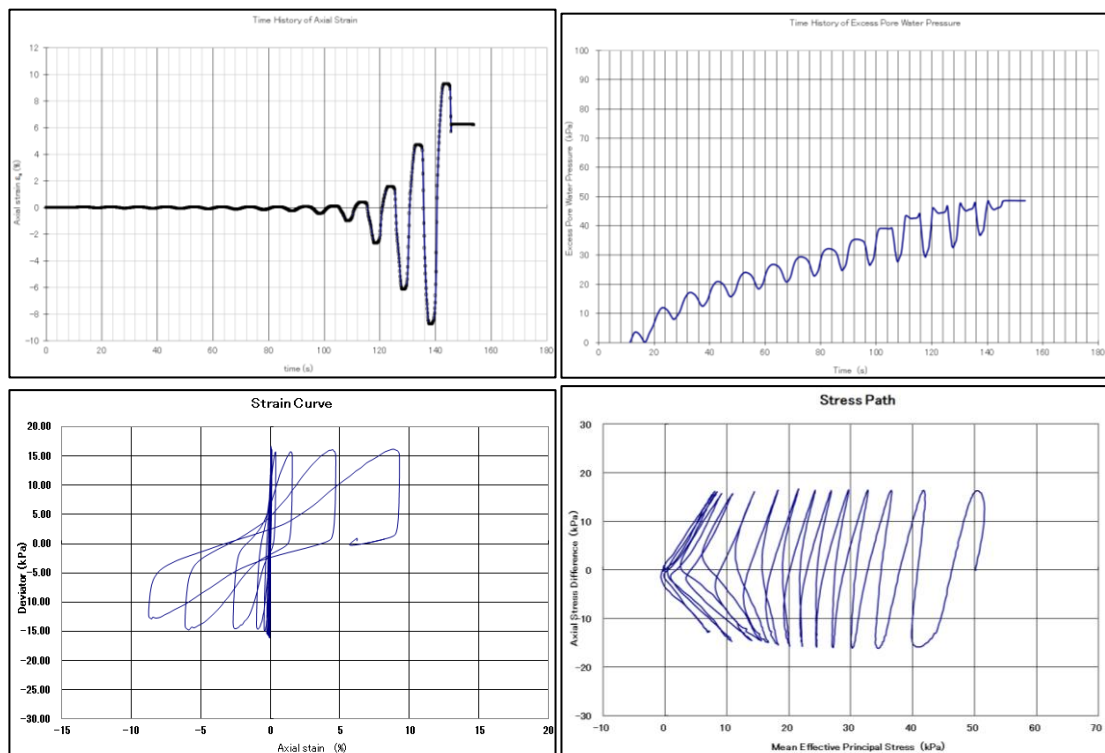 Time History of Axial Strain
12
10
8
6
4
2
0
-2
-4
-6
-8
-10
Axial strain εa (%)
0 20 40 60 80 100 120 140 160 180
time (s)
Time History of Excess Pore Water Pressure
100
90
80
70
60
50
40
30
20
10
0
Excess Pore Water Pressure (kPa)
0 20 40 60 80 100 120 140 160 180
Time (s)
Strain Curve
20.00
15.00
10.00
5.00
0.00
-5.00
-10.00
-15.00
-20.00
-25.00
-30.00
Deviator (kPa)
-15 -10 -5 0 5 10 15 20
Axial stain (%)
Stress Path
30
20
10
0
-10
-20
-30
Axial Stress Difference (kPa)
-10 0 10 20 30 40 50 60 70
Mean Effective Principal Stress (kPa)